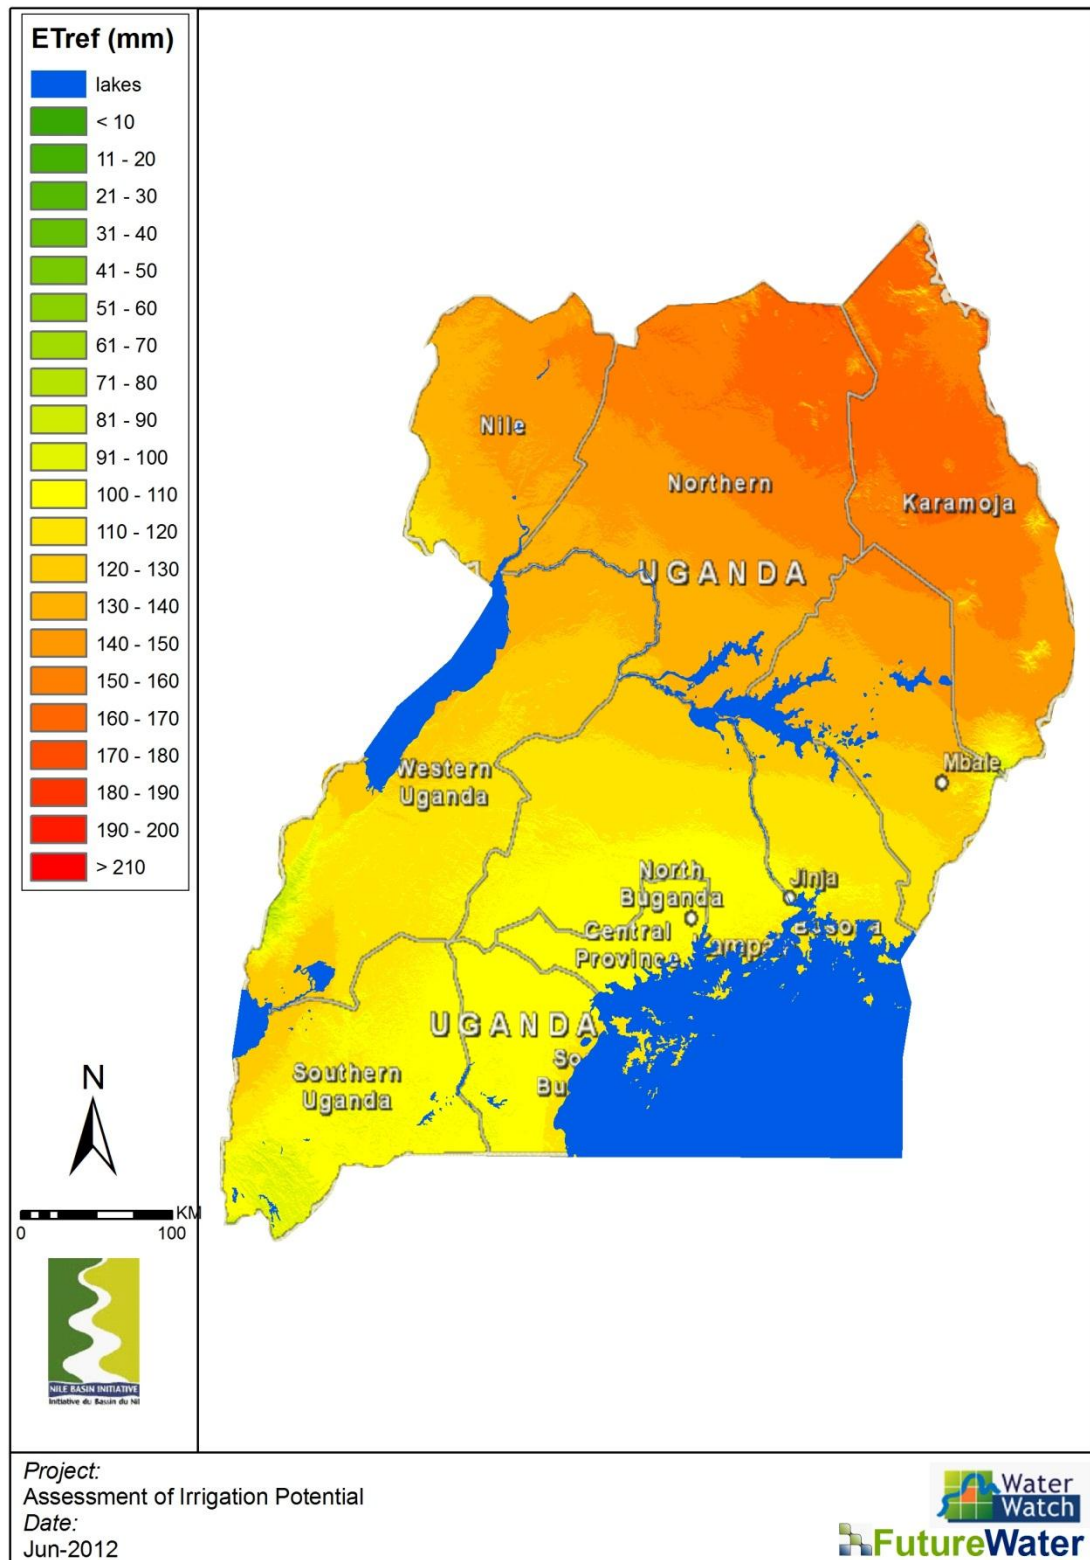 ETref (mm)
lakes
< 10
11 - 20
21 - 30
31 - 40
41 - 50
51 - 60
61 - 70
71 - 80
81 - 90
91 - 100
100 - 110
110 - 120
120 - 130
130 - 140
140 - 150
150 - 160
160 - 170
170 - 180
180 - 190
190 - 200
> 210
Nile
Northern
Karamoja
UGANDA
Mbale
Western
Uganda
North
Buganda
Jinja
Central
Province
UGANDA
So
Bu
Southern
Uganda
N
KM
0 100
NILE BASIN INITIATIVE
Initiative du Bassin du Nil
Project:
Assessment of Irrigation Potential
Date:
Jun-2012
Water
Watch
FutureWater